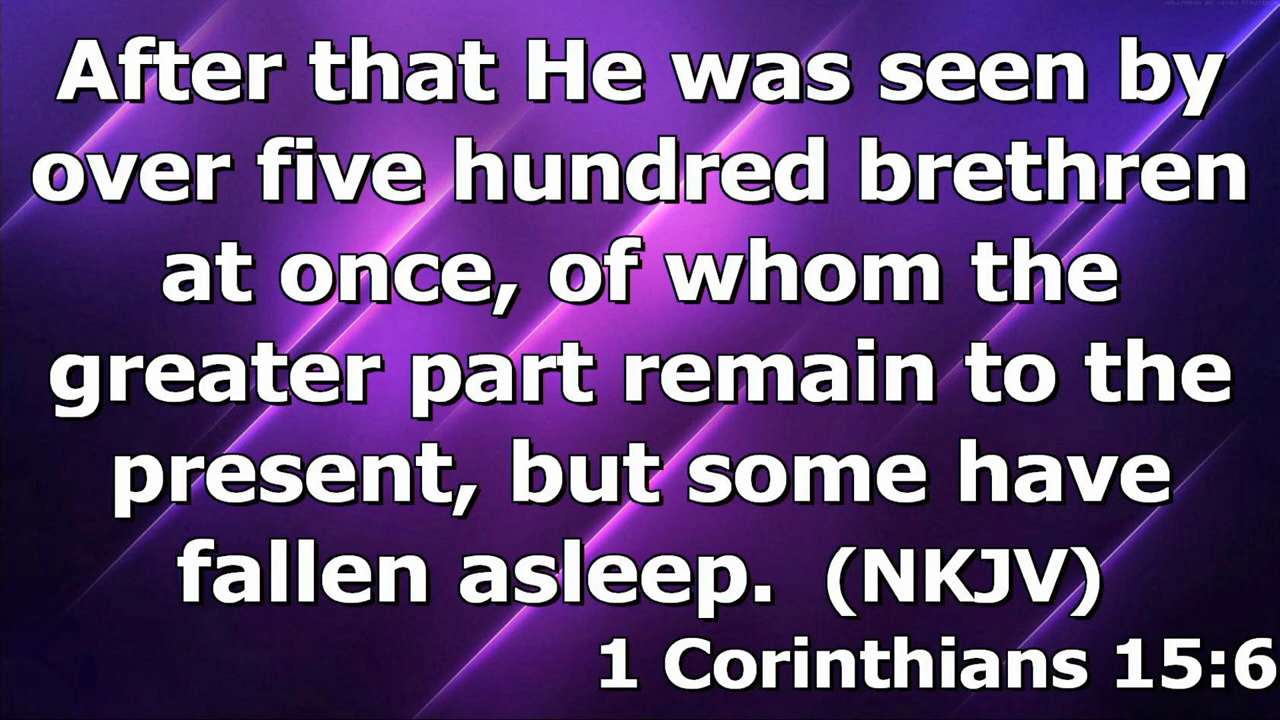 After that He was seen by
over five hundred brethren
at once, of whom the
greater part remain to the
present, but some have
fallen asleep.  (NKJV)
1 Corinthians 15:6